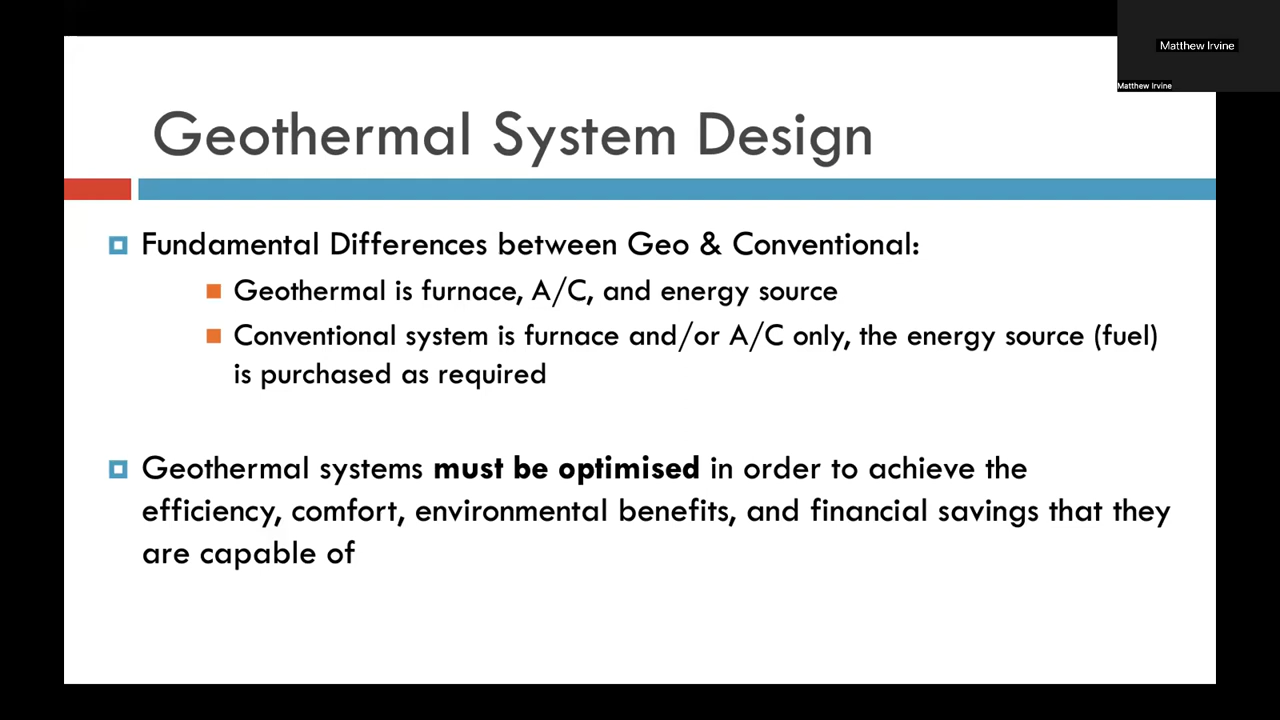 Matthew Irvine
Matthew Irvine
Geothermal System Design
Fundamental Differences between Geo & Conventional:
Geothermal is furnace, A/C, and energy source
Conventional system is furnace and/or A/C only, the energy source (fuel)
is purchased as required
Geothermal systems must be optimised in order to achieve the
efficiency, comfort, environmental benefits, and financial savings that they
are capable of